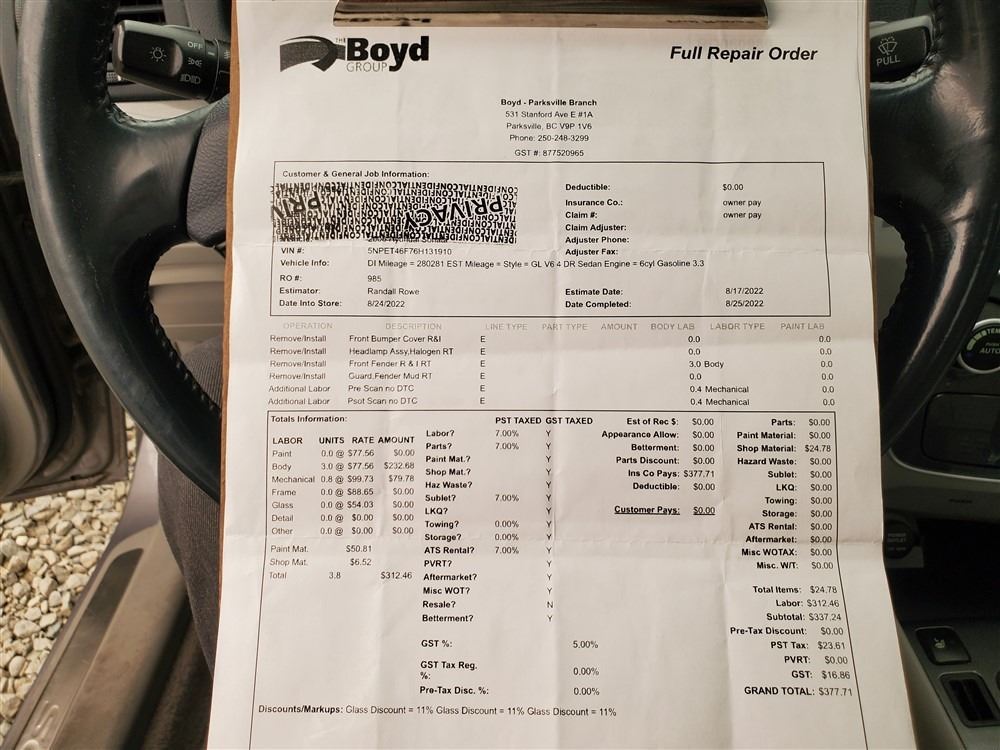 OFF
PULL
THE Boyd
GROUP
Full Repair Order
Boyd - Parksville Branch
531 Stanford Ave E #1A
Parksville, BC V9P 1V6
Phone: 250-248-3299
GST #: 877520965
Customer & General Job Information:
PRIVACY PRIV
Deductible: $0.00
Insurance Co.: owner pay
Claim #: owner pay
Claim Adjuster:
Adjuster Phone:
Adjuster Fax:
VIN #: 5NPET46F76H131910
Vehicle Info: DI Mileage = 280281 EST Mileage = Style = GL V6 4 DR Sedan Engine = 6cyl Gasoline 3.3
RO #: 985
Estimator: Randall Rowe Estimate Date: 8/17/2022
Date Into Store: 8/24/2022 Date Completed: 8/25/2022
OPERATION DESCRIPTION LINE TYPE PART TYPE AMOUNT BODY LAB LABOR TYPE PAINT LAB
Remove/Install Front Bumper Cover R&I E 0.0 0.0
Remove/Install Headlamp Assy,Halogen RT E 0.0 0.0
Remove/Install Front Fender R & I RT E 3.0 Body 0.0
Remove/Install Guard,Fender Mud RT E 0.0 0.0
Additional Labor Pre Scan no DTC E 0.4 Mechanical 0.0
Additional Labor Psot Scan no DTC E 0.4 Mechanical 0.0
Totals Information:
LABOR UNITS RATE AMOUNT
Paint 0.0 @ $77.56 $0.00
Body 3.0 @ $77.56 $232.68
Mechanical 0.8 @ $99.73 $79.78
Frame 0.0 @ $88.65 $0.00
Glass 0.0 @ $54.03 $0.00
Detail 0.0 @ $0.00 $0.00
Other 0.0 @ $0.00 $0.00
Paint Mat. $50.81
Shop Mat. $6.52
Total 3.8 $312.46
PST TAXED GST TAXED
Labor? 7.00% Y
Parts? 7.00% Y
Paint Mat.? Y
Shop Mat.? Y
Haz Waste? Y
Sublet? 7.00% Y
LKQ? Y
Towing? 0.00% Y
Storage? 0.00% Y
ATS Rental? 7.00% Y
PVRT? Y
Aftermarket? Y
Misc WOT? Y
Resale? N
Betterment? Y
GST %: 5.00%
GST Tax Reg. %: 0.00%
Pre-Tax Disc. %: 0.00%
Est of Rec $: $0.00
Appearance Allow: $0.00
Betterment: $0.00
Parts Discount: $0.00
Ins Co Pays: $377.71
Deductible: $0.00
Customer Pays: $0.00
Parts: $0.00
Paint Material: $0.00
Shop Material: $24.78
Hazard Waste: $0.00
Sublet: $0.00
LKQ: $0.00
Towing: $0.00
Storage: $0.00
ATS Rental: $0.00
Aftermarket: $0.00
Misc WOTAX: $0.00
Misc. W/T: $0.00
Total Items: $24.78
Labor: $312.46
Subtotal: $337.24
Pre-Tax Discount: $0.00
PST Tax: $23.61
PVRT: $0.00
GST: $16.86
GRAND TOTAL: $377.71
Discounts/Markups: Glass Discount = 11% Glass Discount = 11% Glass Discount = 11%
TEMP
AUTO